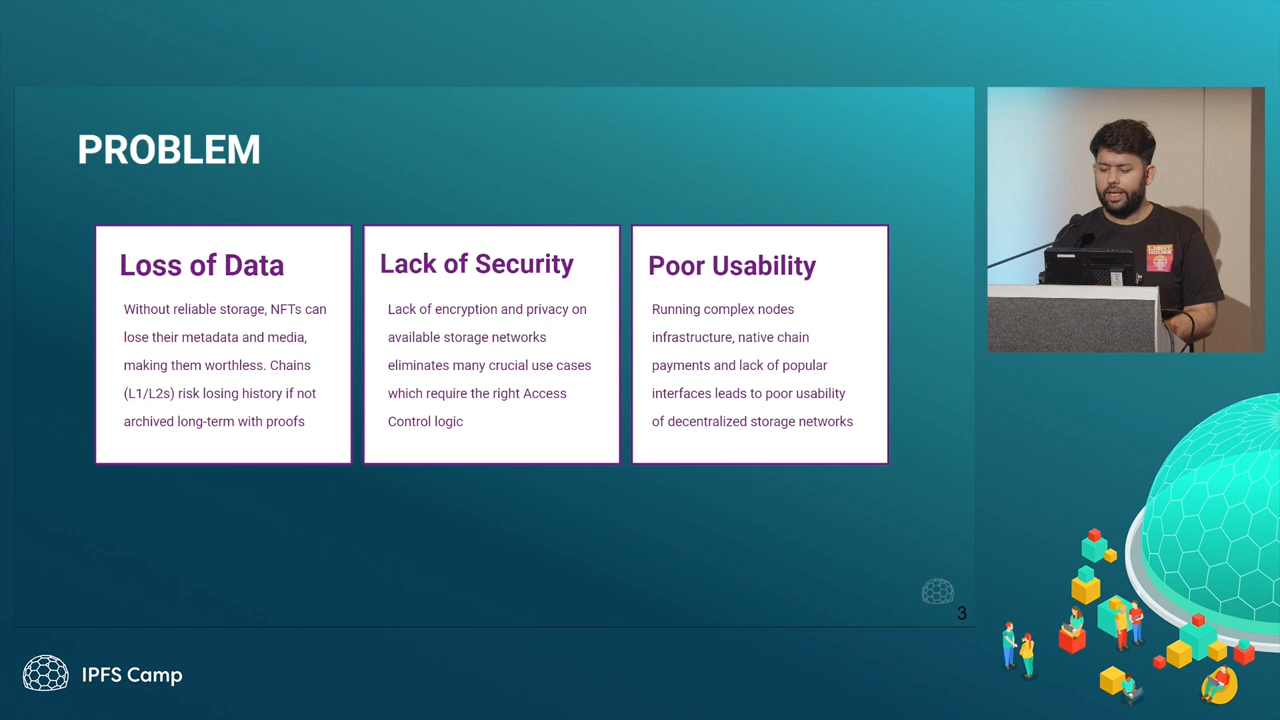 PROBLEM
Loss of Data
Without reliable storage, NFTs can
lose their metadata and media,
making them worthless. Chains
(L1/L2s) risk losing history if not
archived long-term with proofs
Lack of Security
Lack of encryption and privacy on
available storage networks
eliminates many crucial use cases
which require the right Access
Control logic
Poor Usability
Running complex nodes
infrastructure, native chain
payments and lack of popular
interfaces leads to poor usability
of decentralized storage networks
LIGHT
HOUSE
3
IPFS Camp